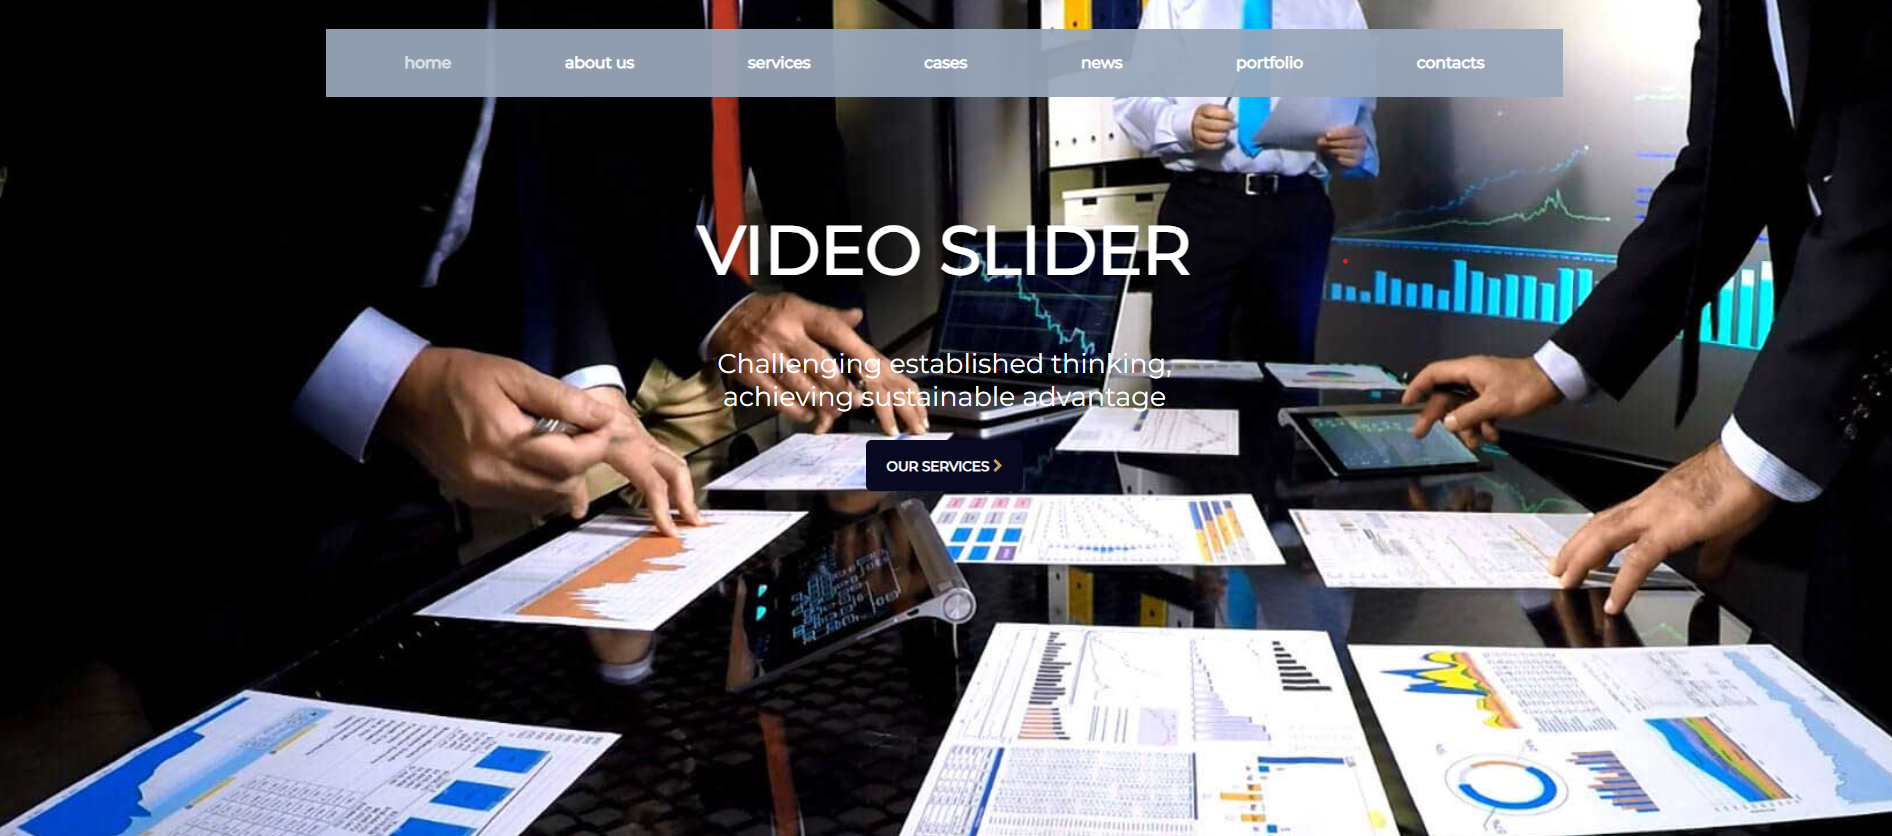 home about us services cases news portfolio contacts
VIDEO SLIDER
Challenging established thinking,
achieving sustainable advantage
OUR SERVICES